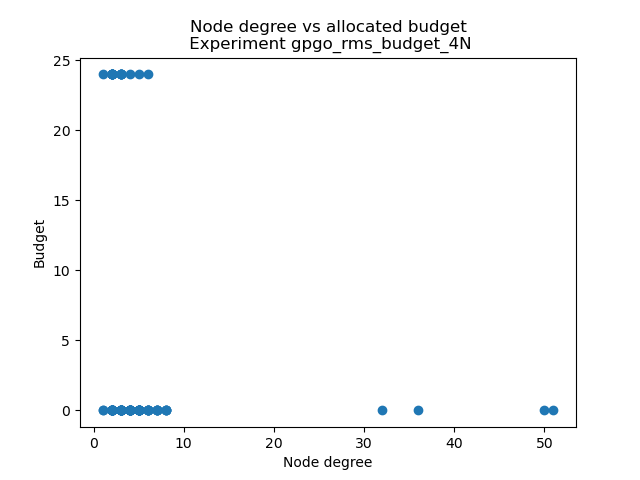 Node degree vs allocated budget
Experiment gpgo_rms_budget_4N
25
20
15
10
5
0
Budget
0 10 20 30 40 50
Node degree